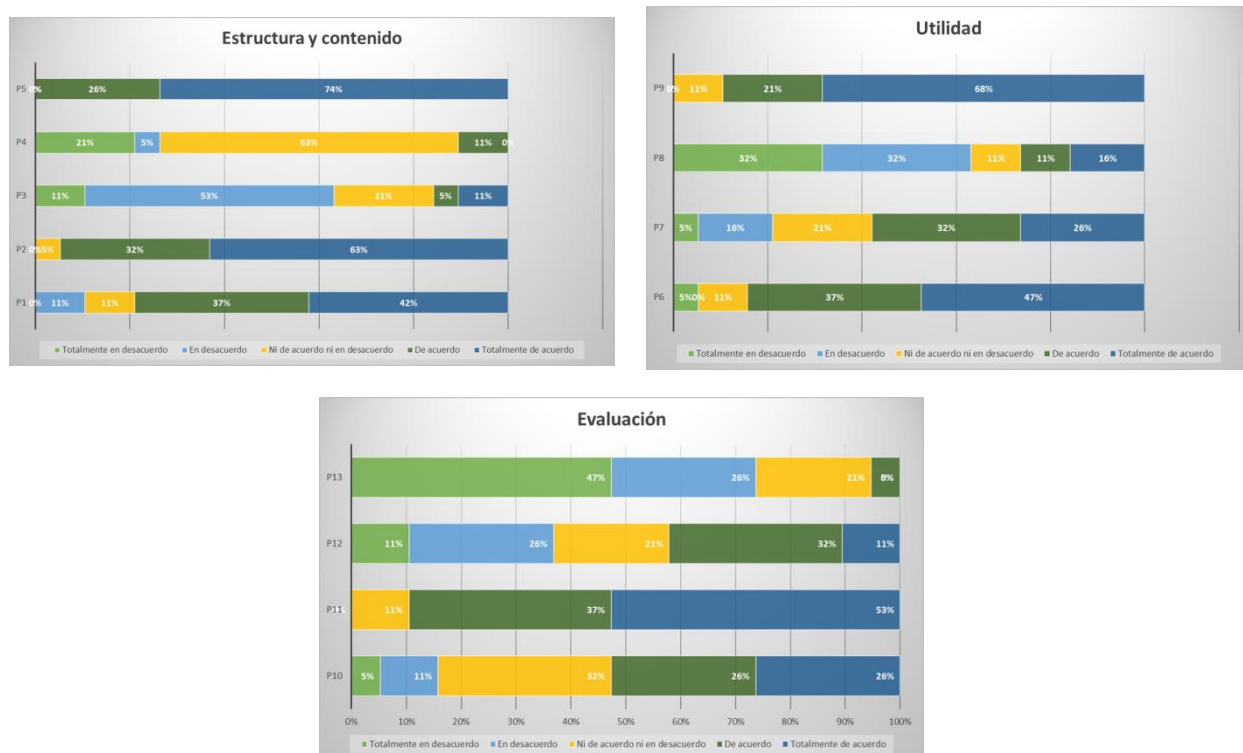 Estructura y contenido
P5 0% 26% 74%
P4 21% 5% 63% 11% 0%
P3 11% 53% 21% 5% 11%
P2 0% 5% 32% 63%
P1 0% 11% 11% 37% 42%
Totalmente en desacuerdo En desacuerdo Ni de acuerdo ni en desacuerdo De acuerdo Totalmente de acuerdo
Utilidad
P9 0% 11% 21% 68%
P8 32% 32% 11% 11% 16%
P7 5% 16% 21% 32% 26%
P6 5% 0% 11% 37% 47%
Totalmente en desacuerdo En desacuerdo Ni de acuerdo ni en desacuerdo De acuerdo Totalmente de acuerdo
Evaluación
P13 47% 26% 21%
P12 11% 26% 21% 32% 11%
P11 11% 37% 53%
P10 5% 11% 32% 26% 26%
0% 10% 20% 30% 40% 50% 60% 70% 80% 90% 100%
Totalmente en desacuerdo En desacuerdo Ni de acuerdo ni en desacuerdo De acuerdo Totalmente de acuerdo